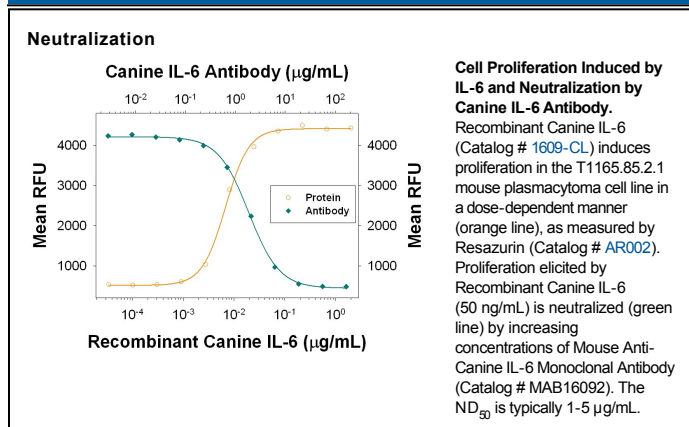 Neutralization
Canine IL-6 Antibody (µg/mL)
10⁻² 10⁻¹ 10⁰ 10¹ 10²
Mean RFU
4000
3000
2000
1000
Protein
Antibody
4000
3000
2000
1000
Mean RFU
10⁻⁴ 10⁻³ 10⁻² 10⁻¹ 10⁰
Recombinant Canine IL-6 (µg/mL)
Cell Proliferation Induced by
IL-6 and Neutralization by
Canine IL-6 Antibody.
Recombinant Canine IL-6
(Catalog # 1609-CL) induces
proliferation in the T1165.85.2.1
mouse plasmacytoma cell line in
a dose-dependent manner
(orange line), as measured by
Resazurin (Catalog # AR002).
Proliferation elicited by
Recombinant Canine IL-6
(50 ng/mL) is neutralized (green
line) by increasing
concentrations of Mouse Anti-
Canine IL-6 Monoclonal Antibody
(Catalog # MAB16092). The
ND₅₀ is typically 1-5 µg/mL.